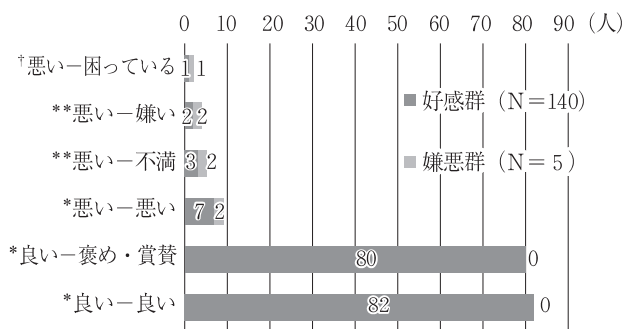 0 10 20 30 40 50 60 70 80 90 (人)
†悪い－困っている 1 1
**悪い－嫌い 2 2
**悪い－不満 3 2
*悪い－悪い 7 2
*良い－褒め・賞賛 80 0
*良い－良い 82 0
好感群（N＝140）
嫌悪群（N＝5）